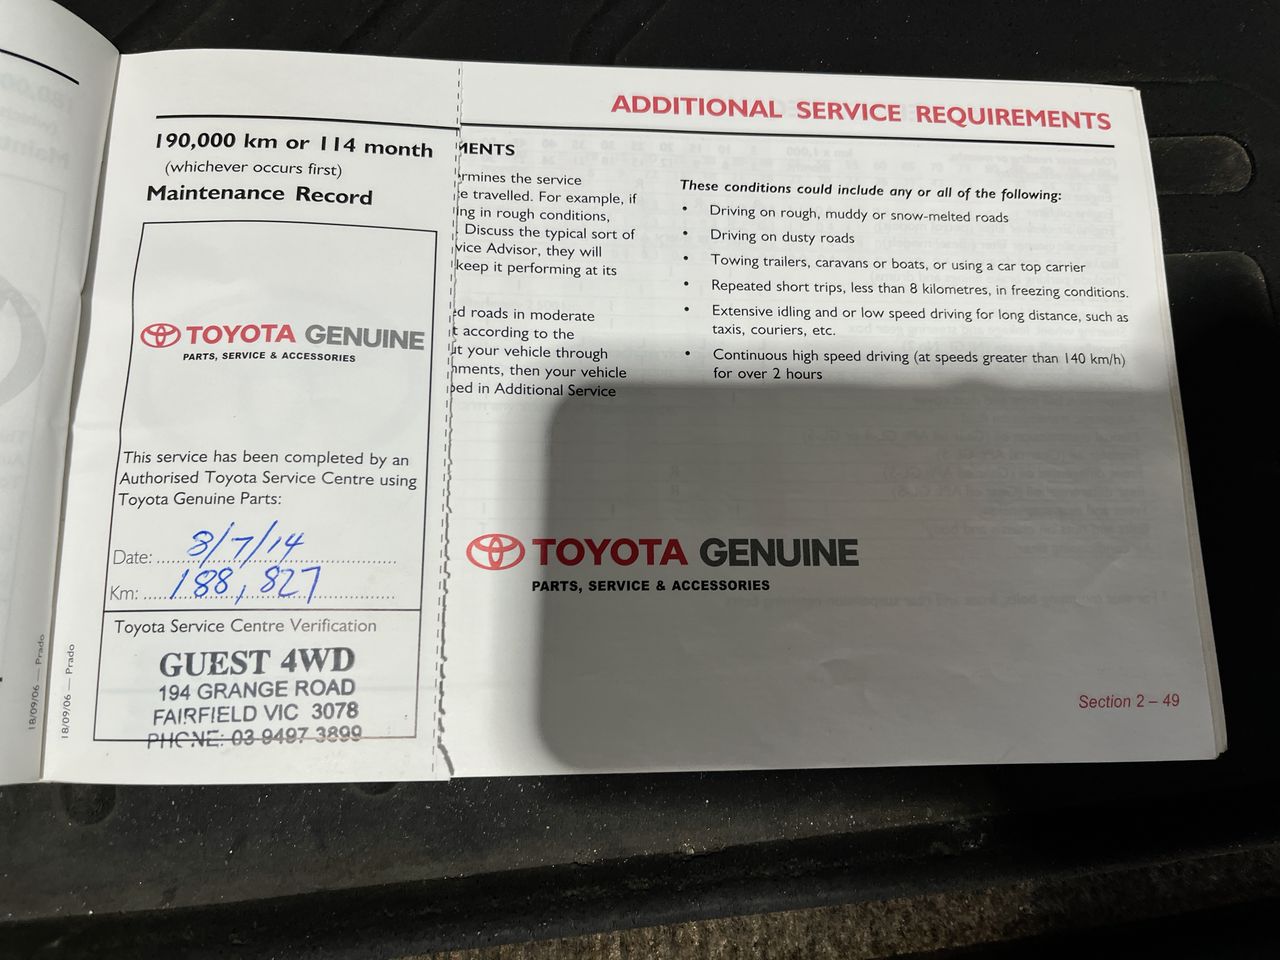 190,000 km or 114 month
(whichever occurs first)
Maintenance Record
TOYOTA GENUINE
PARTS, SERVICE & ACCESSORIES
This service has been completed by an
Authorised Toyota Service Centre using
Toyota Genuine Parts:
Date: 8/7/14
Km: 188,827
Toyota Service Centre Verification
GUEST 4WD
194 GRANGE ROAD
FAIRFIELD VIC 3078
PHONE: 03 9497 3899
18/09/06 — Prado
18/09/06 — Prado
ADDITIONAL SERVICE REQUIREMENTS
the service
travelled. For example, if
in rough conditions,
Discuss the typical sort of
Advisor, they will
keep it performing at its
roads in moderate
according to the
your vehicle through
then your vehicle
in Additional Service
These conditions could include any or all of the following:
• Driving on rough, muddy or snow-melted roads
• Driving on dusty roads
• Towing trailers, caravans or boats, or using a car top carrier
• Repeated short trips, less than 8 kilometres, in freezing conditions.
• Extensive idling and or low speed driving for long distance, such as
taxis, couriers, etc.
• Continuous high speed driving (at speeds greater than 140 km/h)
for over 2 hours
TOYOTA GENUINE
PARTS, SERVICE & ACCESSORIES
Section 2 – 49